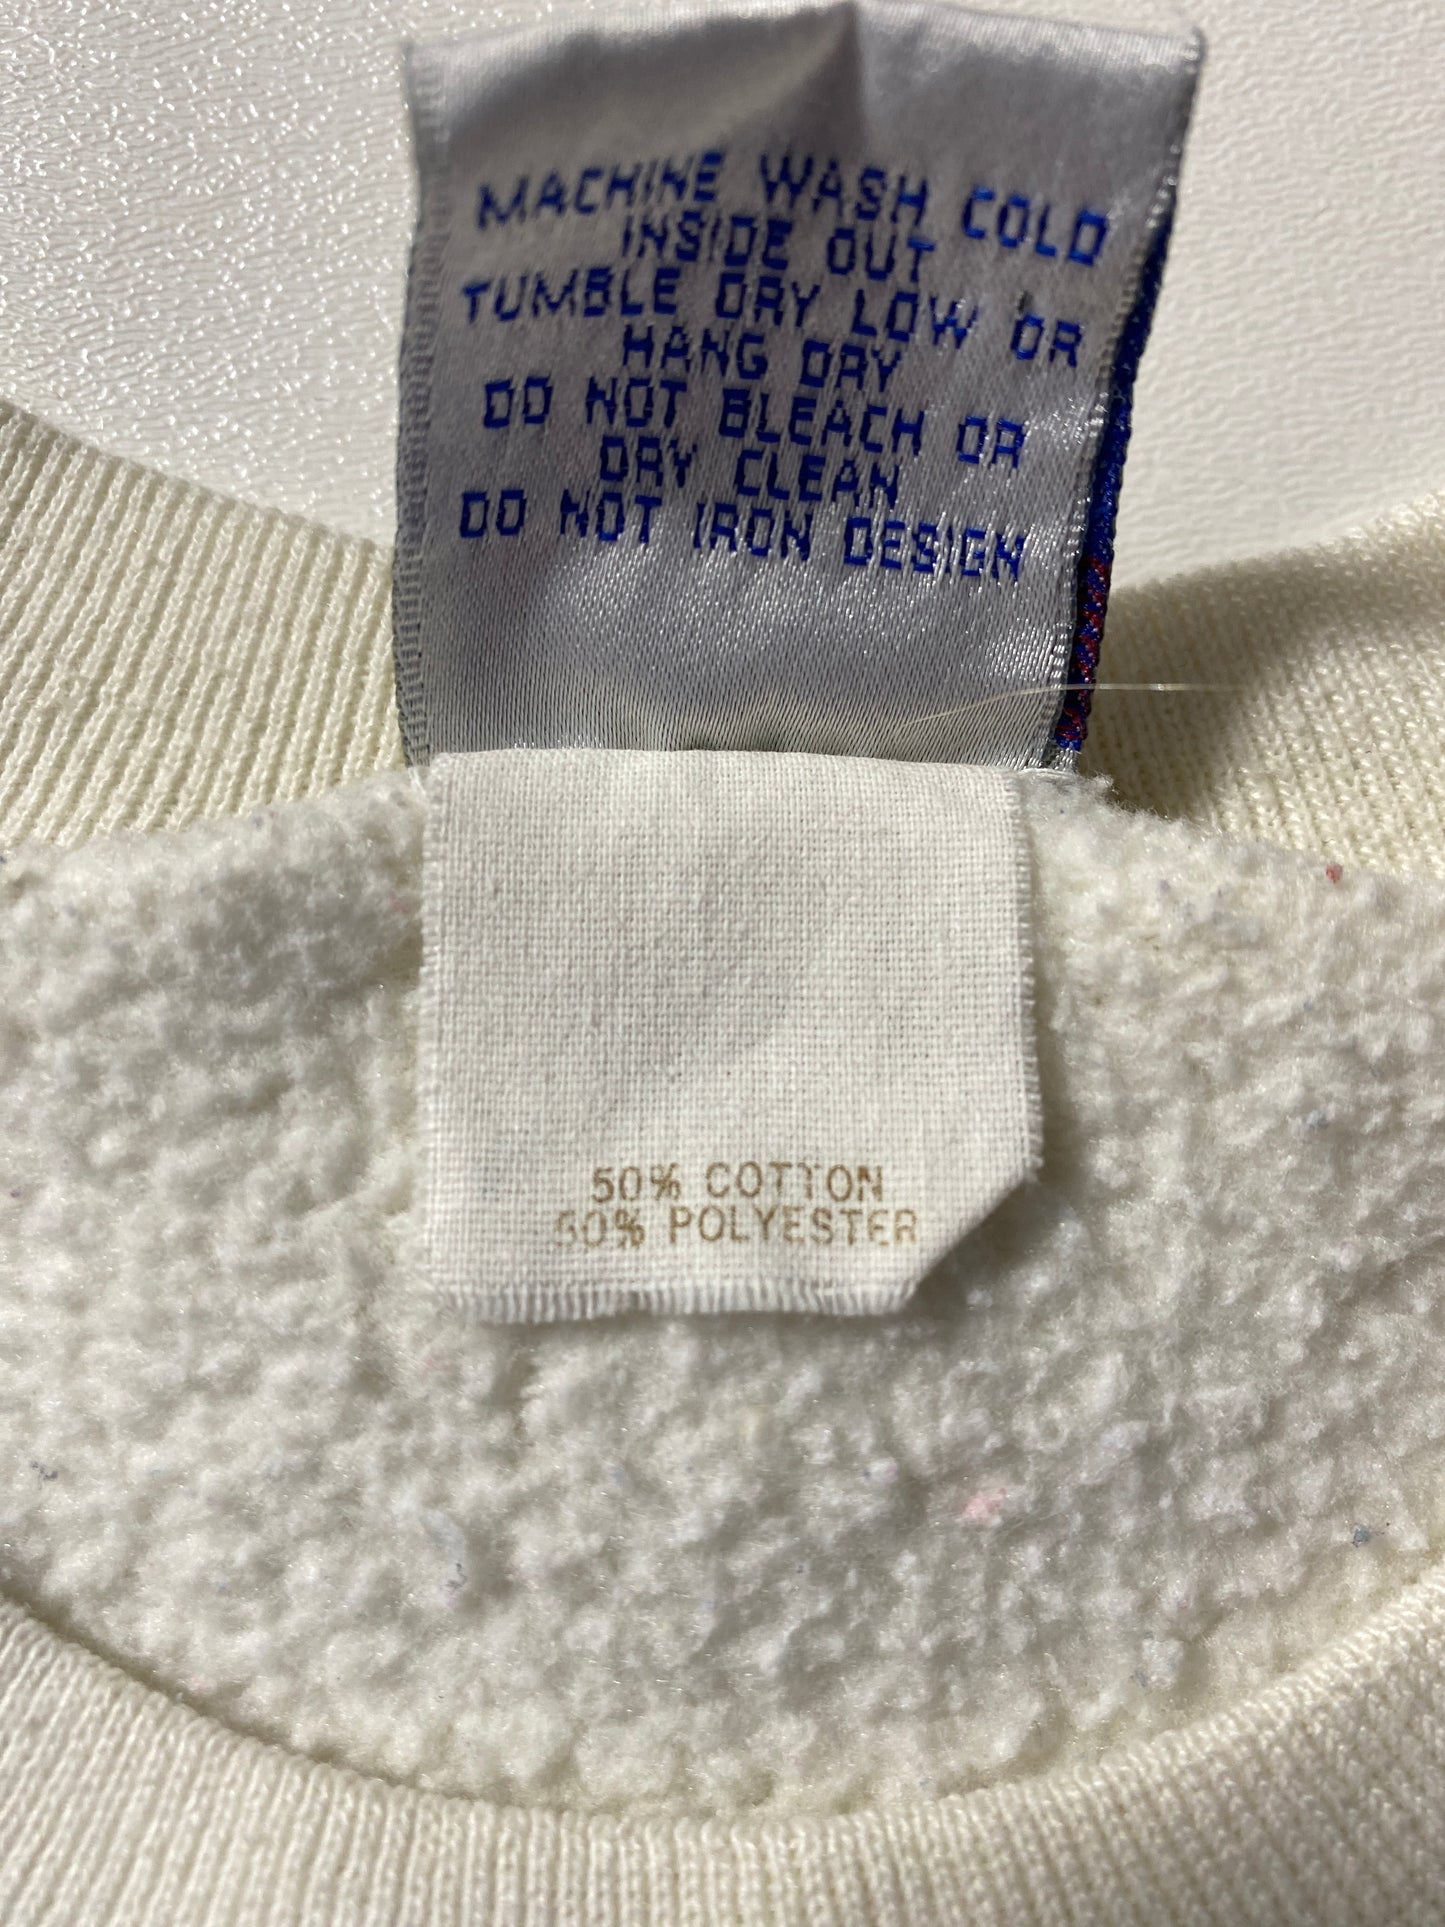 MACHINE WASH COLD
INSIDE OUT
TUMBLE DRY LOW OR
HANG DRY
DO NOT BLEACH OR
DRY CLEAN
DO NOT IRON DESIGN
50% COTTON
50% POLYESTER